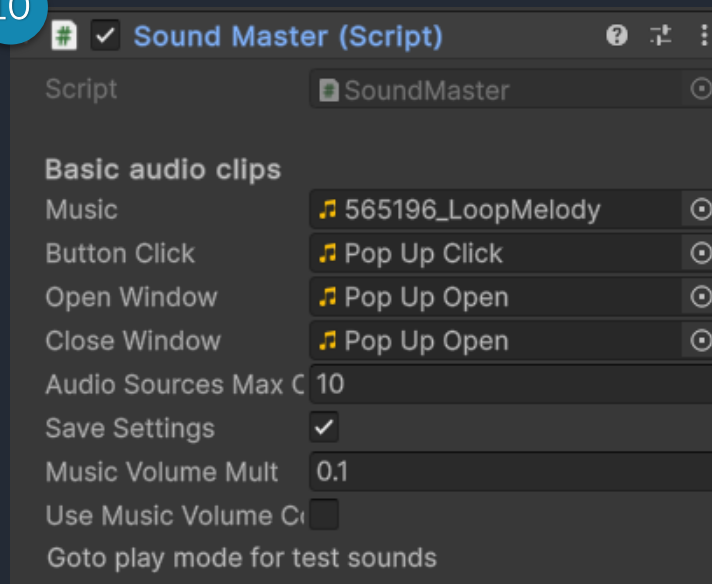 10
# Sound Master (Script)
Script # SoundMaster
Basic audio clips
Music 565196_LoopMelody
Button Click Pop Up Click
Open Window Pop Up Open
Close Window Pop Up Open
Audio Sources Max 10
Save Settings
Music Volume Mult 0.1
Use Music Volume
Goto play mode for test sounds